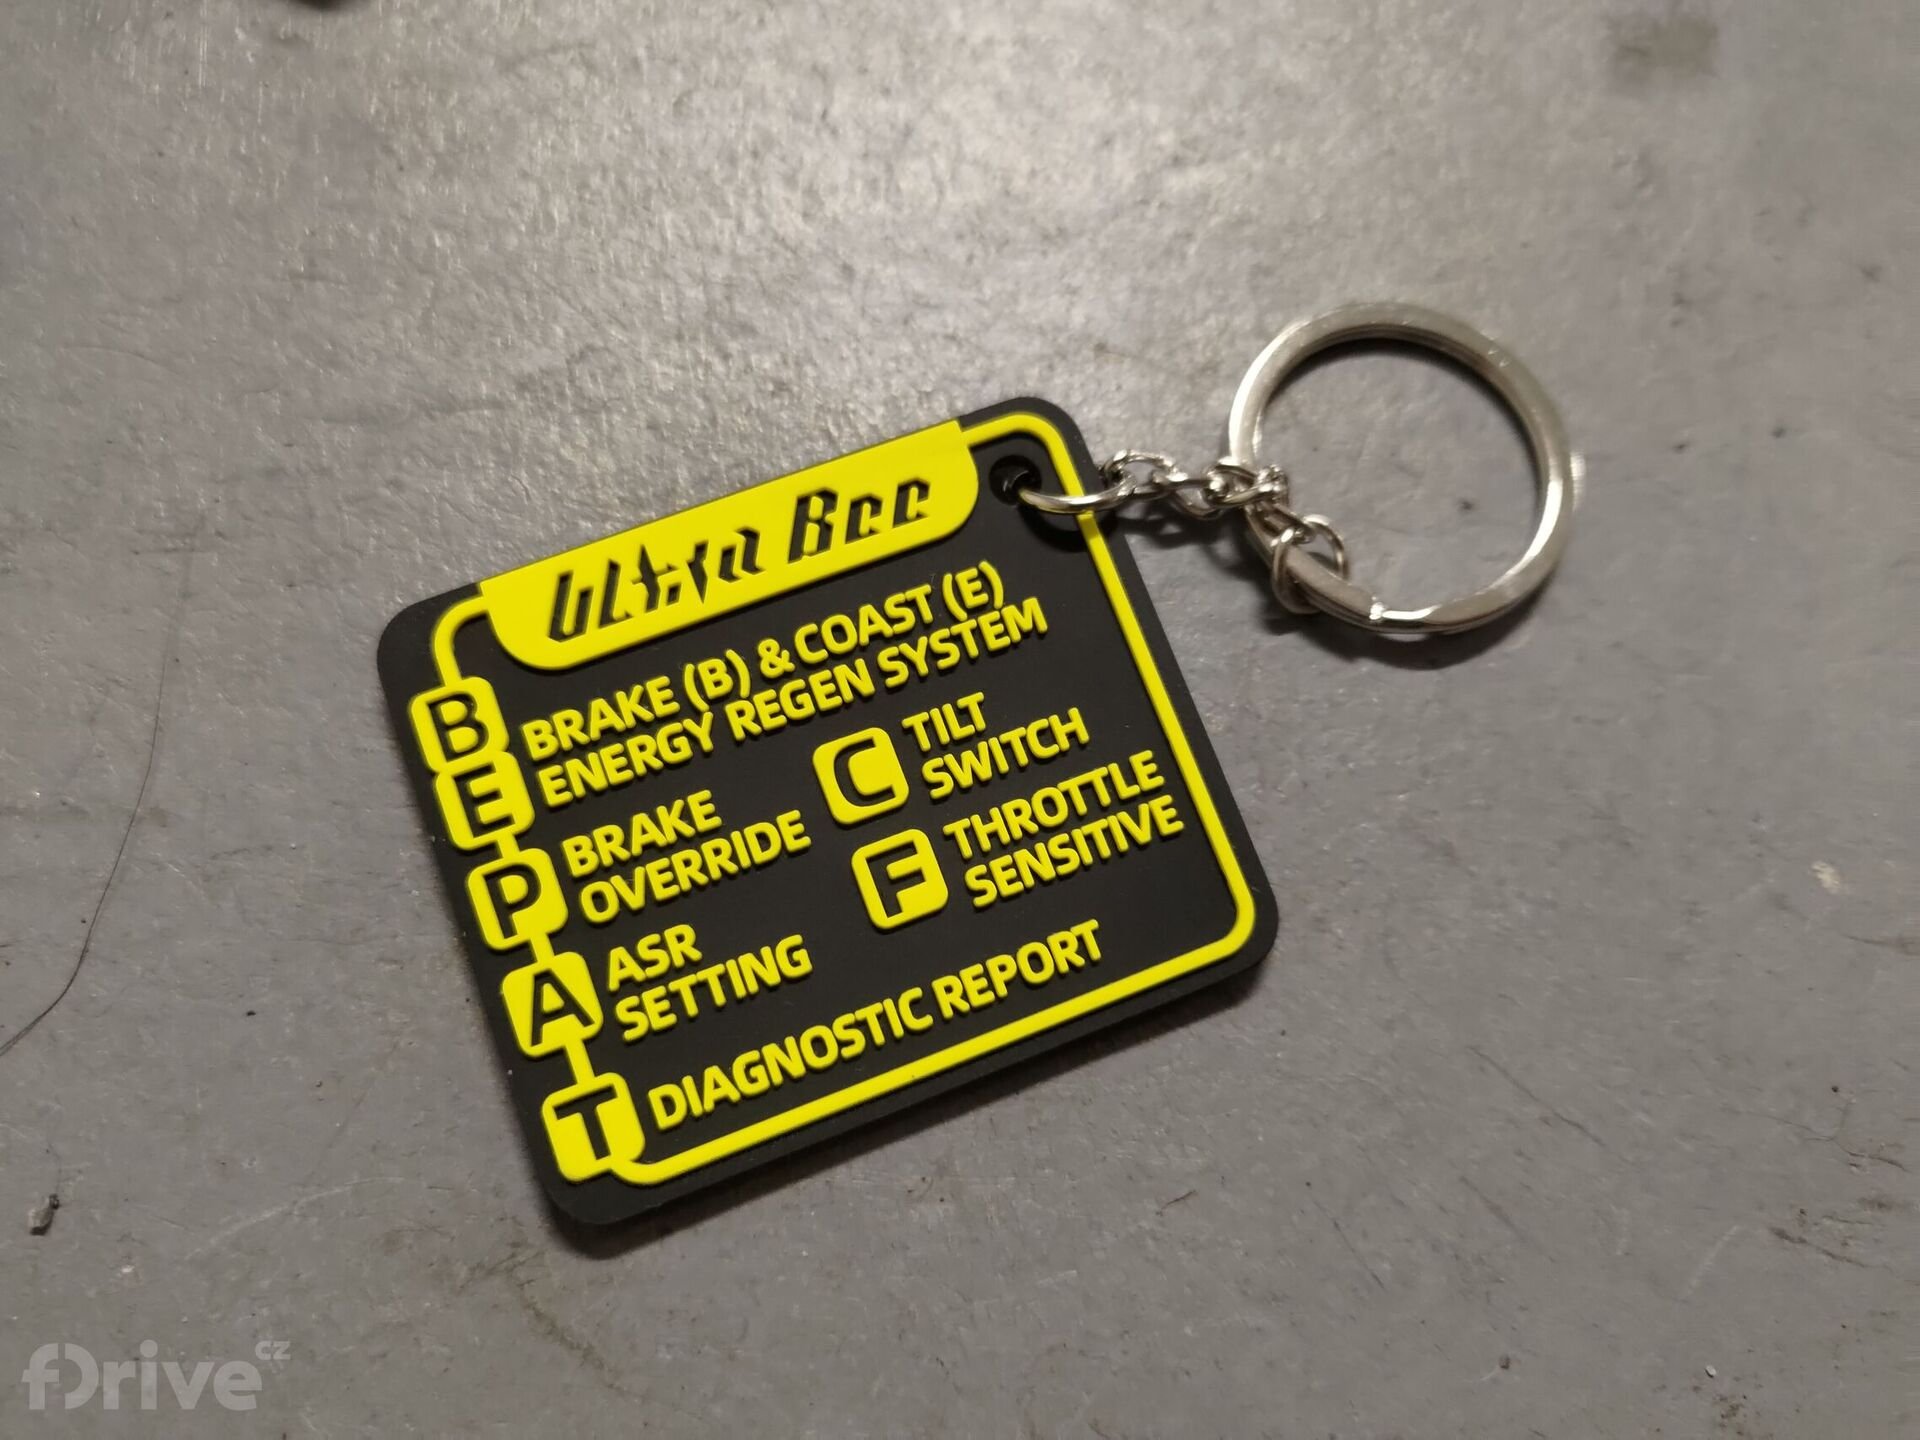 Ultra Bee
B BRAKE (B) & COAST (E)
E ENERGY REGEN SYSTEM
P BRAKE
OVERRIDE
C TILT
SWITCH
F THROTTLE
SENSITIVE
A ASR
SETTING
T DIAGNOSTIC REPORT
fDrive cz